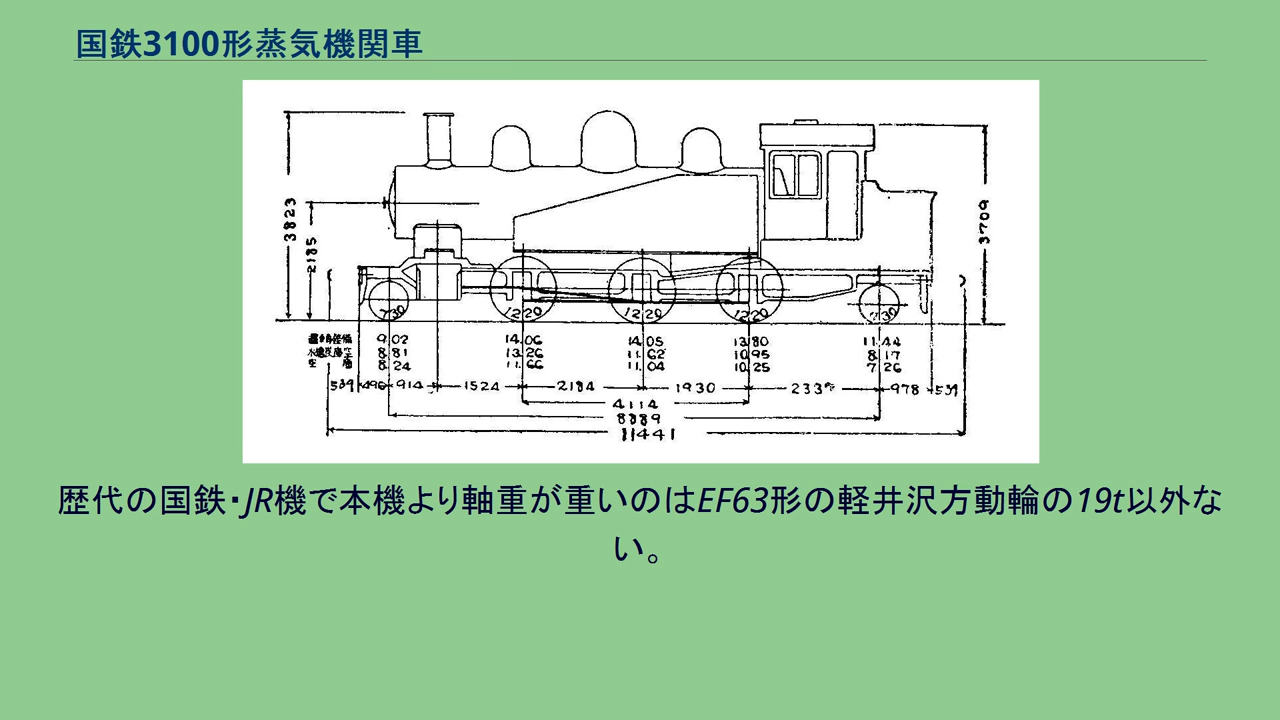 国鉄3100形蒸気機関車
3823
2185
3709
730 1220 1220 1220 730
9.02 14.06 14.05 13.80 11.44
8.81 13.26 11.62 10.95 8.17
8.24 11.66 11.04 10.25 7.26
539 496 914 1524 2184 1930 978 539
4114
8889
11441
歴代の国鉄・JR機で本機より軸重が重いのはEF63形の軽井沢方動輪の19t以外な
い。